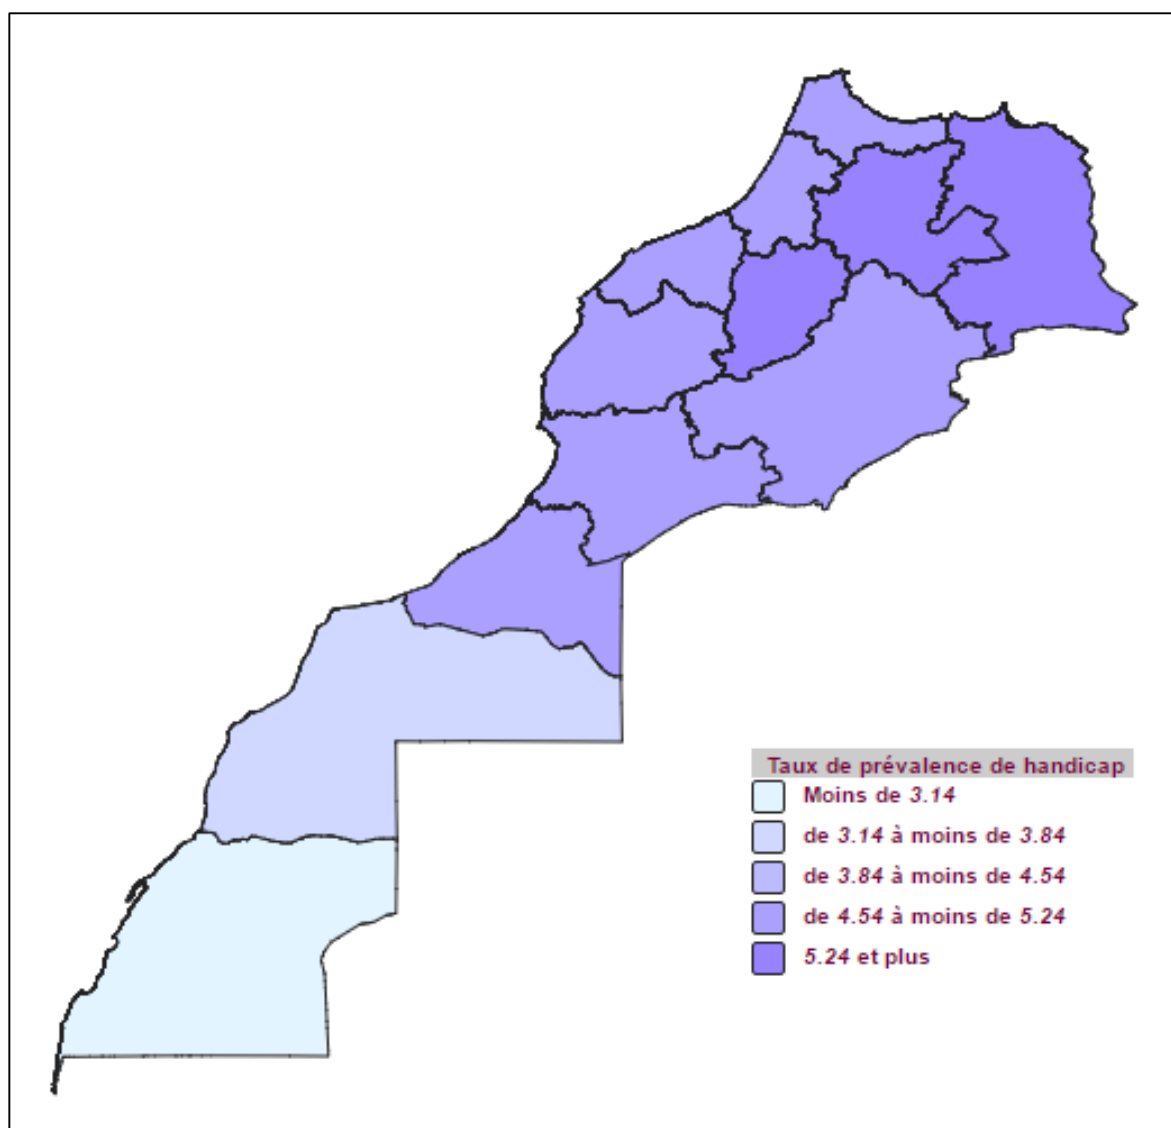 Taux de prévalence de handicap
Moins de 3.14
de 3.14 à moins de 3.84
de 3.84 à moins de 4.54
de 4.54 à moins de 5.24
5.24 et plus